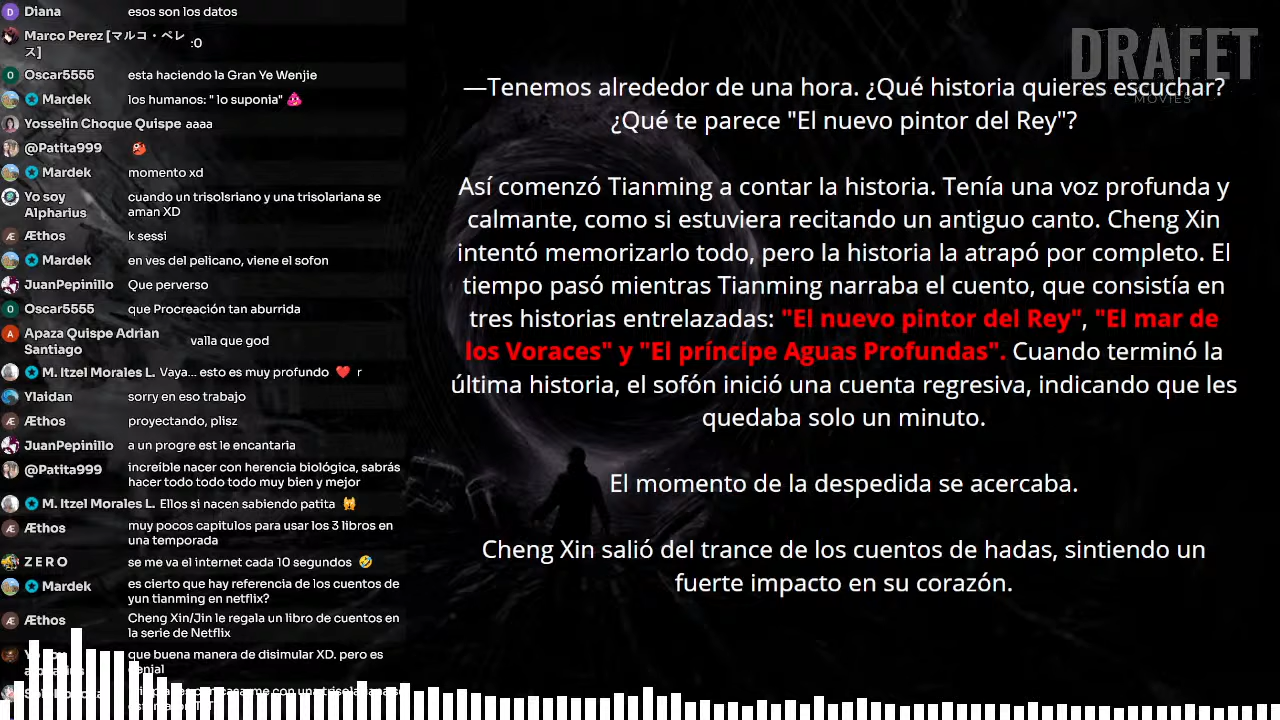 Diana esos son los datos
Marco Perez [マルコ・ペレ
ス] :0
Oscar5555 esta haciendo la Gran Ye Wenjie
Mardek los humanos: " lo suponia"
Yosselin Choque Quispe aaaa
@Patita999
Mardek momento xd
Yo soy
Alpharius
cuando un trisolsriano y una trisolariana se
aman XD
Æthos k sessi
Mardek en ves del pelicano, viene el sofon
JuanPepinillo Que perverso
Oscar5555 que Procreación tan aburrida
Apaza Quispe Adrian
Santiago
valla que god
M. Itzel Morales L. Vaya... esto es muy profundo ❤️ r
Ylaidan sorry en eso trabajo
Æthos proyectando, plisz
JuanPepinillo a un progre est le encantaria
@Patita999 increíble nacer con herencia biológica, sabrás
hacer todo todo todo muy bien y mejor
M. Itzel Morales L. Ellos si nacen sabiendo patita
Æthos muy pocos capitulos para usar los 3 libros en
una temporada
Z E R O se me va el internet cada 10 segundos 🤣
Mardek es cierto que hay referencia de los cuentos de
yun tianming en netflix?
Æthos Cheng Xin/Jin le regala un libro de cuentos en
la serie de Netflix
que buena manera de disimular XD. pero es
genial
DRAFET
MOVIES
—Tenemos alrededor de una hora. ¿Qué historia quieres escuchar?
¿Qué te parece "El nuevo pintor del Rey"?
Así comenzó Tianming a contar la historia. Tenía una voz profunda y
calmante, como si estuviera recitando un antiguo canto. Cheng Xin
intentó memorizarlo todo, pero la historia la atrapó por completo. El
tiempo pasó mientras Tianming narraba el cuento, que consistía en
tres historias entrelazadas: "El nuevo pintor del Rey", "El mar de
los Voraces" y "El príncipe Aguas Profundas". Cuando terminó la
última historia, el sofón inició una cuenta regresiva, indicando que les
quedaba solo un minuto.
El momento de la despedida se acercaba.
Cheng Xin salió del trance de los cuentos de hadas, sintiendo un
fuerte impacto en su corazón.